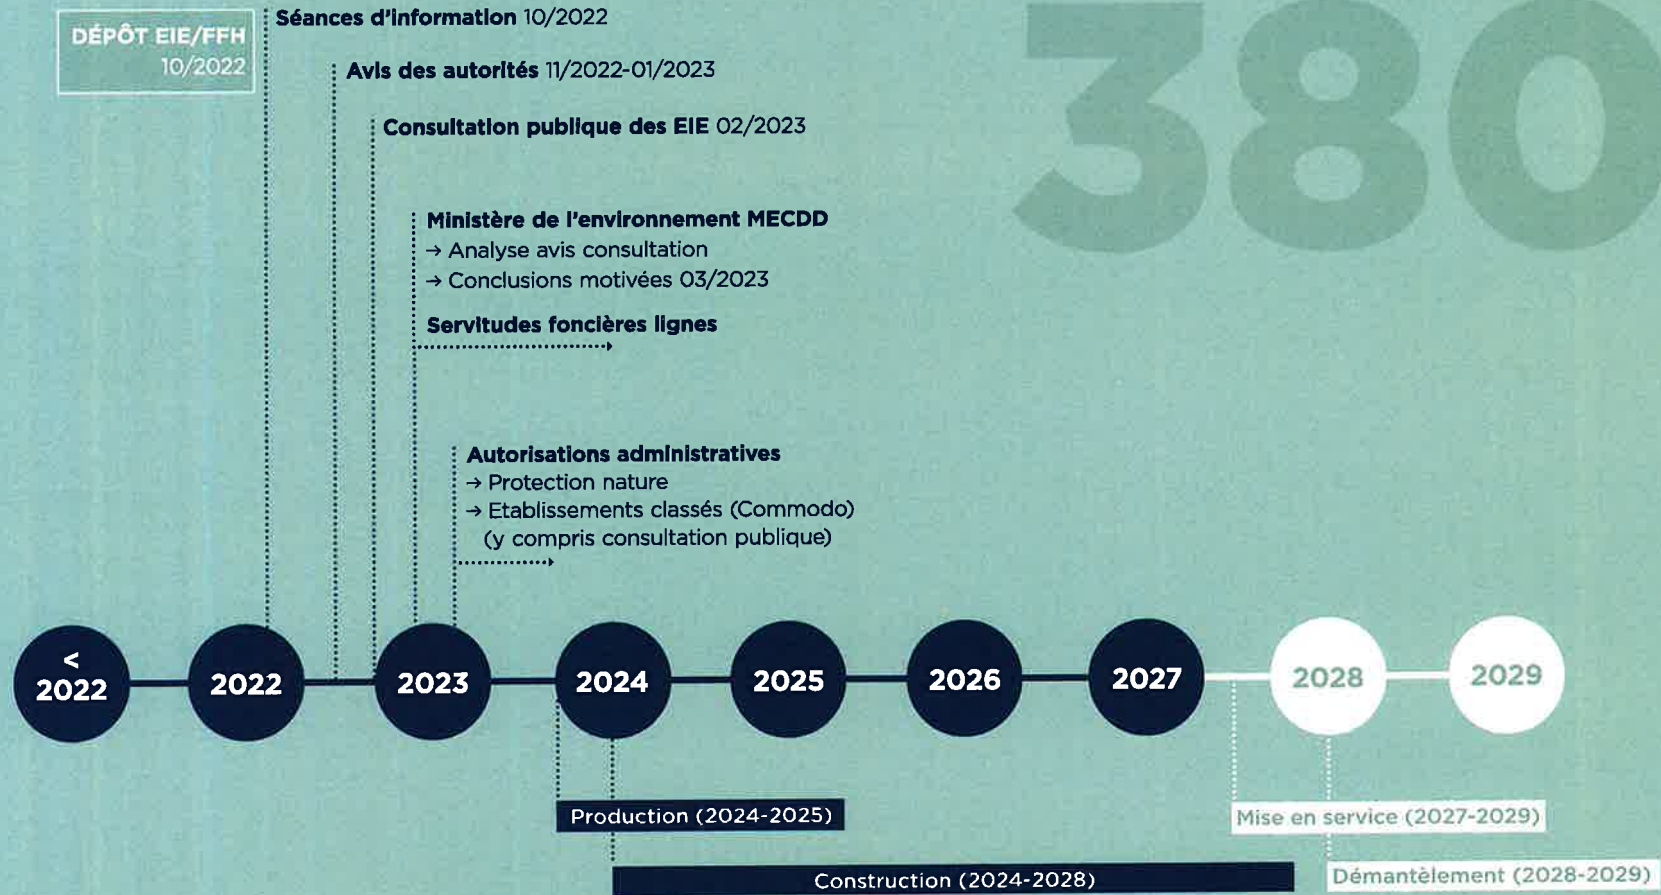 DÉPÔT EIE/FFH
10/2022
Séances d'information 10/2022
380
Avis des autorités 11/2022-01/2023
Consultation publique des EIE 02/2023
Ministère de l'environnement MECDD
→ Analyse avis consultation
→ Conclusions motivées 03/2023
Servitudes foncières lignes
Autorisations administratives
→ Protection nature
→ Etablissements classés (Commodo)
(y compris consultation publique)
<
2022
2022
2023
2024
2025
2026
2027
2028
2029
Production (2024-2025)
Mise en service (2027-2029)
Construction (2024-2028)
Démantèlement (2028-2029)